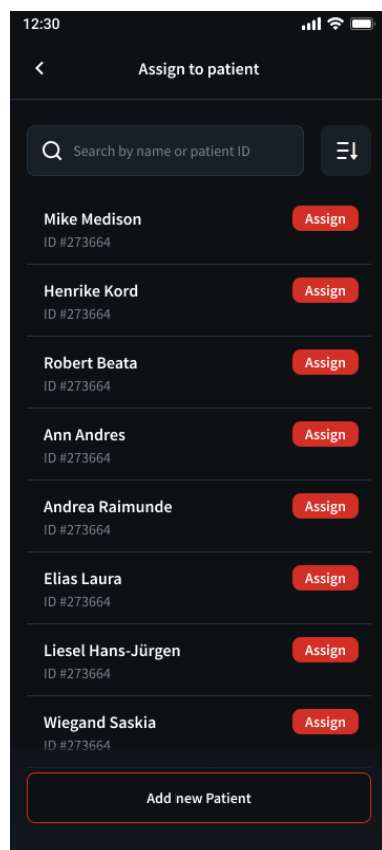 12:30
Assign to patient
Search by name or patient ID
Mike Medison
Assign
ID #273664
Henrike Kord
Assign
ID #273664
Robert Beata
Assign
ID #273664
Ann Andres
Assign
ID #273664
Andrea Raimunde
Assign
ID #273664
Elias Laura
Assign
ID #273664
Liesel Hans-Jürgen
Assign
ID #273664
Wiegand Saskia
Assign
ID #273664
Add new Patient